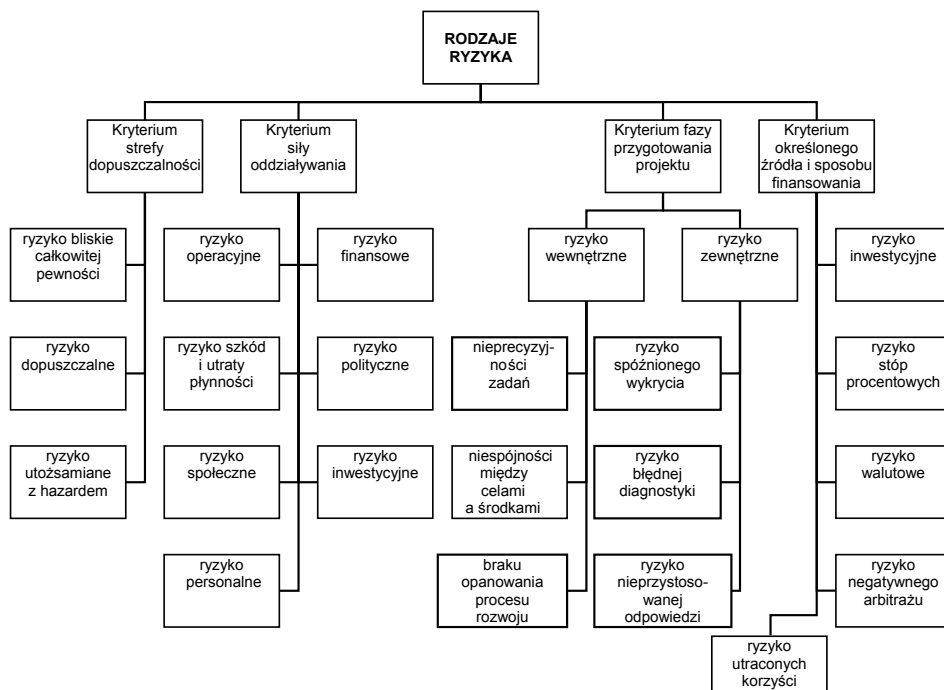 RODZAJE
RYZYKA
Kryterium
strefy
dopuszczalności
Kryterium
siły
oddziaływania
Kryterium fazy
przygotowania
projektu
Kryterium
określonego
źródła i sposobu
finansowania
ryzyko bliskie
całkowitej
pewności
ryzyko
dopuszczalne
ryzyko
utożsamiane
z hazardem
ryzyko
operacyjne
ryzyko
finansowe
ryzyko szkód
i utraty
płynności
ryzyko
polityczne
ryzyko
społeczne
ryzyko
inwestycyjne
ryzyko
personalne
ryzyko
wewnętrzne
nieprecyzyj-
ności
zadań
niespójności
między
celami
a środkami
braku
opanowania
procesu
rozwoju
ryzyko
zewnętrzne
ryzyko
spóźnionego
wykrycia
ryzyko
błędnej
diagnostyki
ryzyko
nieprzystoso-
wanej
odpowiedzi
ryzyko
inwestycyjne
ryzyko
stóp
procentowych
ryzyko
walutowe
ryzyko
negatywnego
arbitrażu
ryzyko
utraconych
korzyści